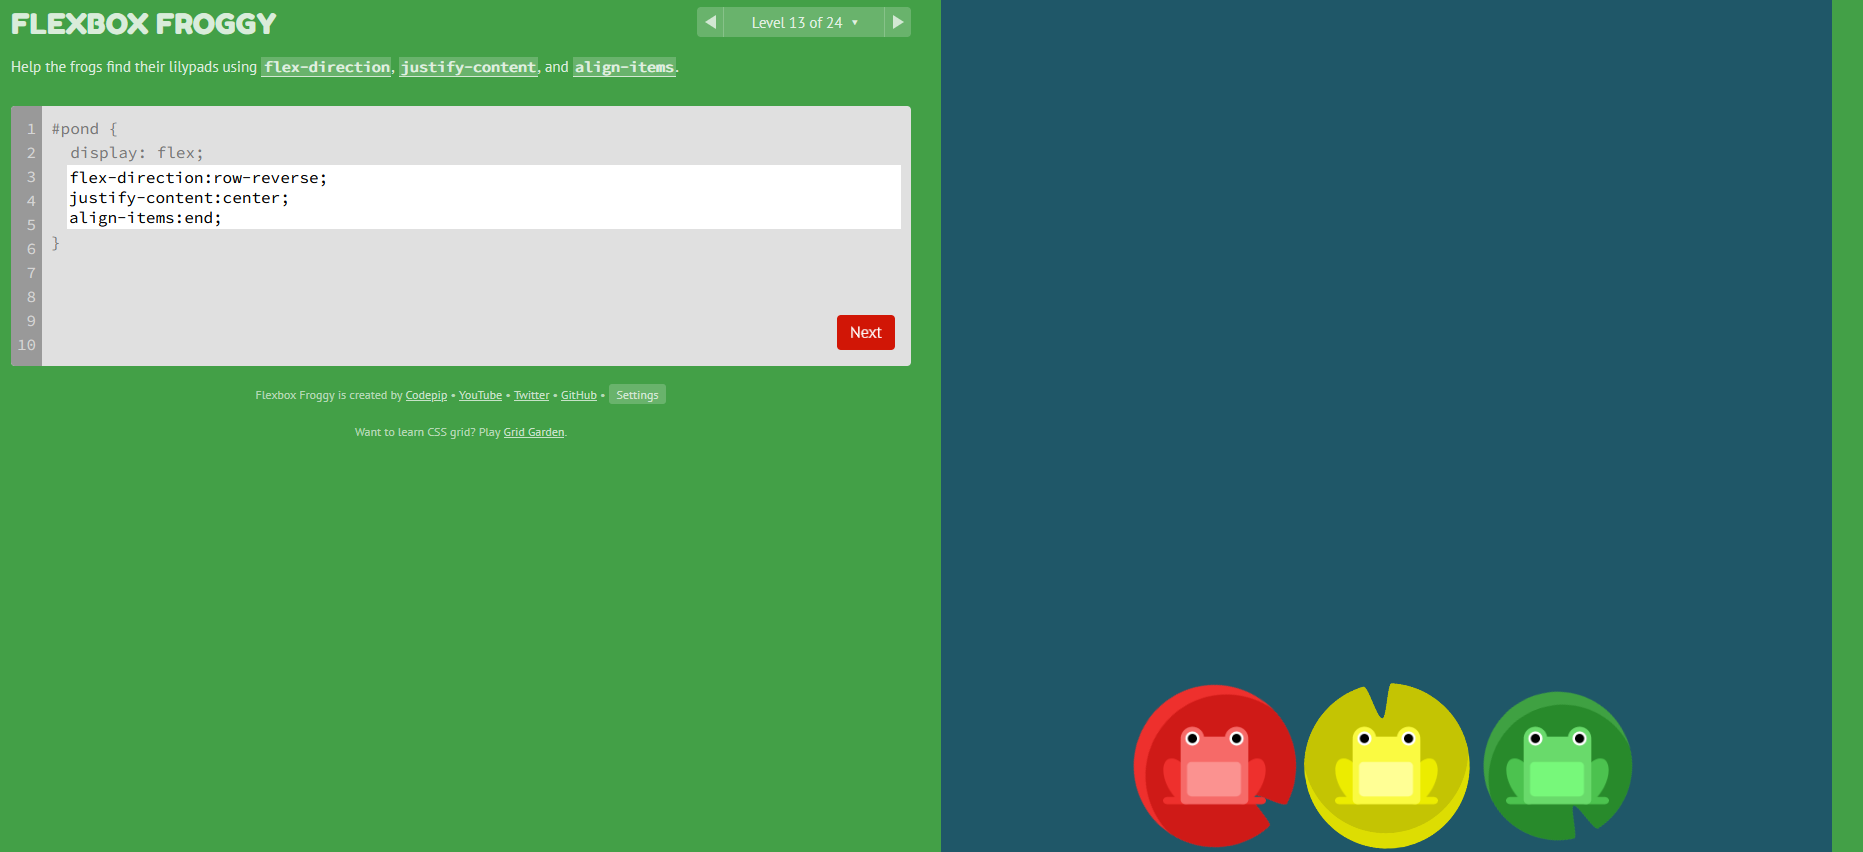 FLEXBOX FROGGY
◀ Level 13 of 24 ▾ ▶
Help the frogs find their lilypads using flex-direction, justify-content, and align-items.
1 #pond {
2 display: flex;
3 flex-direction:row-reverse;
4 justify-content:center;
5 align-items:end;
6 }
7
8
9
10
Next
Flexbox Froggy is created by Codepip • YouTube • Twitter • GitHub • Settings
Want to learn CSS grid? Play Grid Garden.